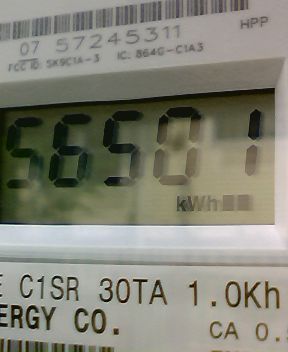 07 57245311 HPP
FCC ID: SK9C1A-3 IC: 864G-C1A3
56501
kWh
C1SR 30TA 1.0Kh
ERGY CO.
CA 0.